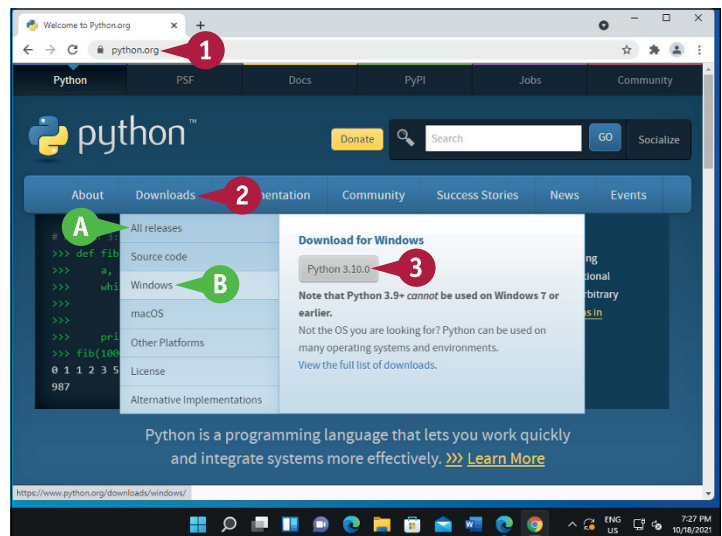 Welcome to Python.org
python.org
1
Python PSF Docs PyPI Jobs Community
python™
Donate
Search
GO
Socialize
About Downloads 2 entation Community Success Stories News Events
A
All releases
Source code
Windows
B
macOS
Other Platforms
License
Alternative Implementations
Download for Windows
Python 3.10.0
3
Note that Python 3.9+ cannot be used on Windows 7 or
earlier.
Not the OS you are looking for? Python can be used on
many operating systems and environments.
View the full list of downloads.
# 3:
>>> def fib
>>> a,
>>> whi
>>>
>>>
>>> pri
>>> fib(100
0 1 1 2 3 5
987
ng
tional
rbitrary
s in
Python is a programming language that lets you work quickly
and integrate systems more effectively. >>> Learn More
https://www.python.org/downloads/windows/
ENG
US
7:27 PM
10/18/2021